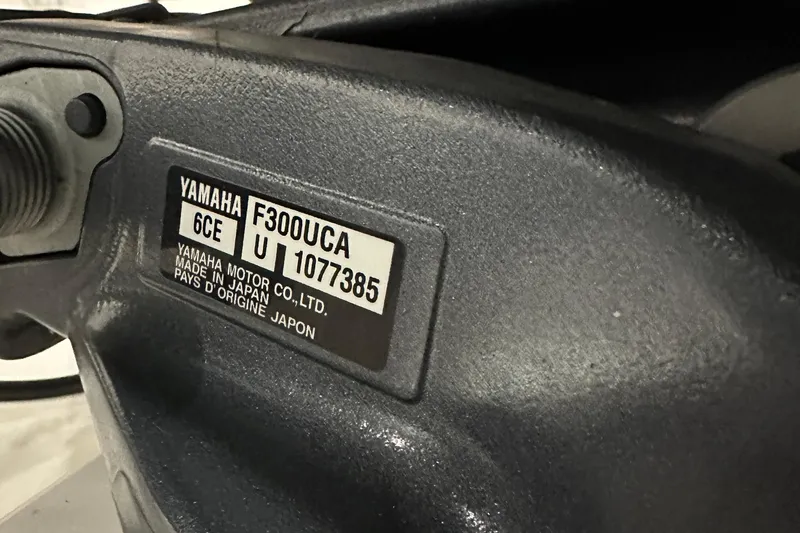 YAMAHA F300UCA
6CE U 1077385
YAMAHA MOTOR CO.,LTD.
MADE IN JAPAN
PAYS D'ORIGINE JAPON